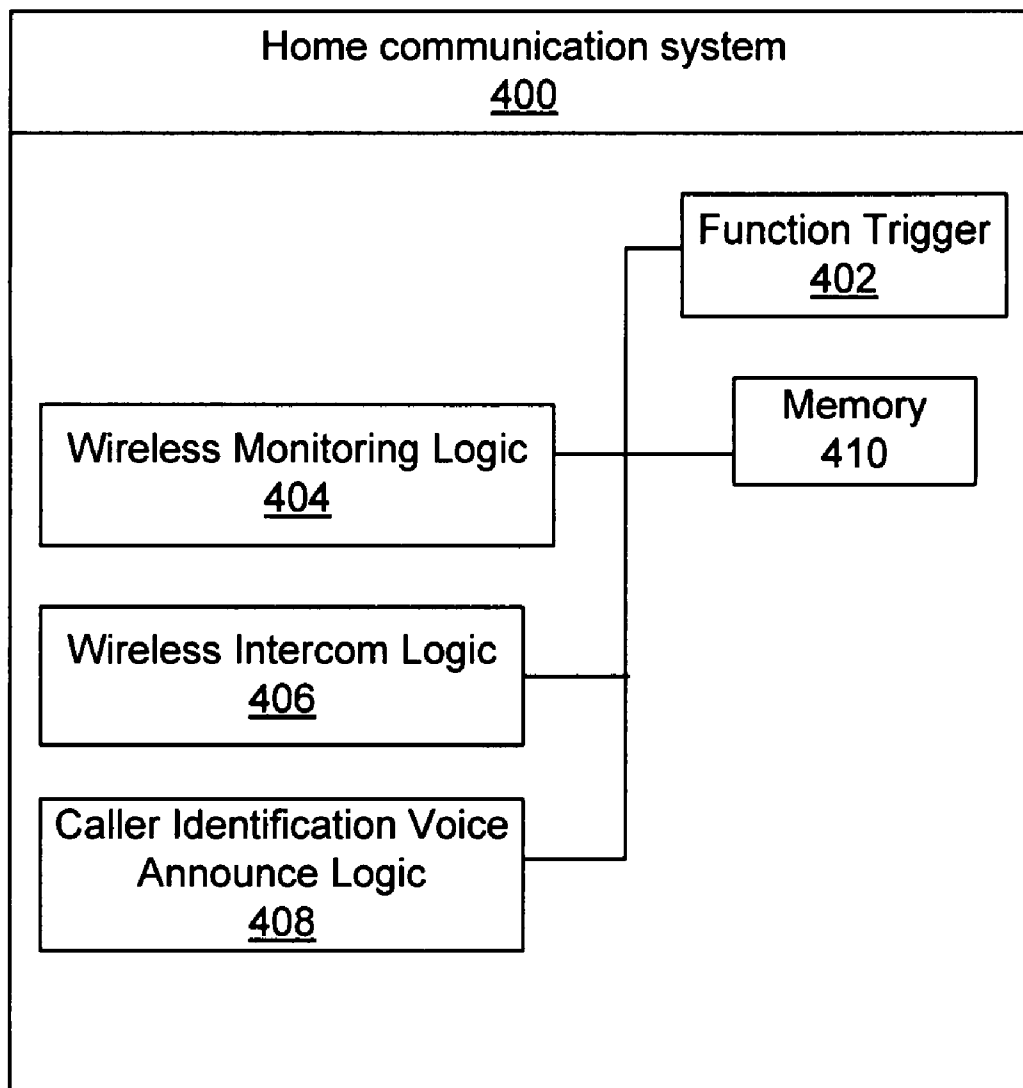 Home communication system
400
Function Trigger
402
Memory
410
Wireless Monitoring Logic
404
Wireless Intercom Logic
406
Caller Identification Voice
Announce Logic
408